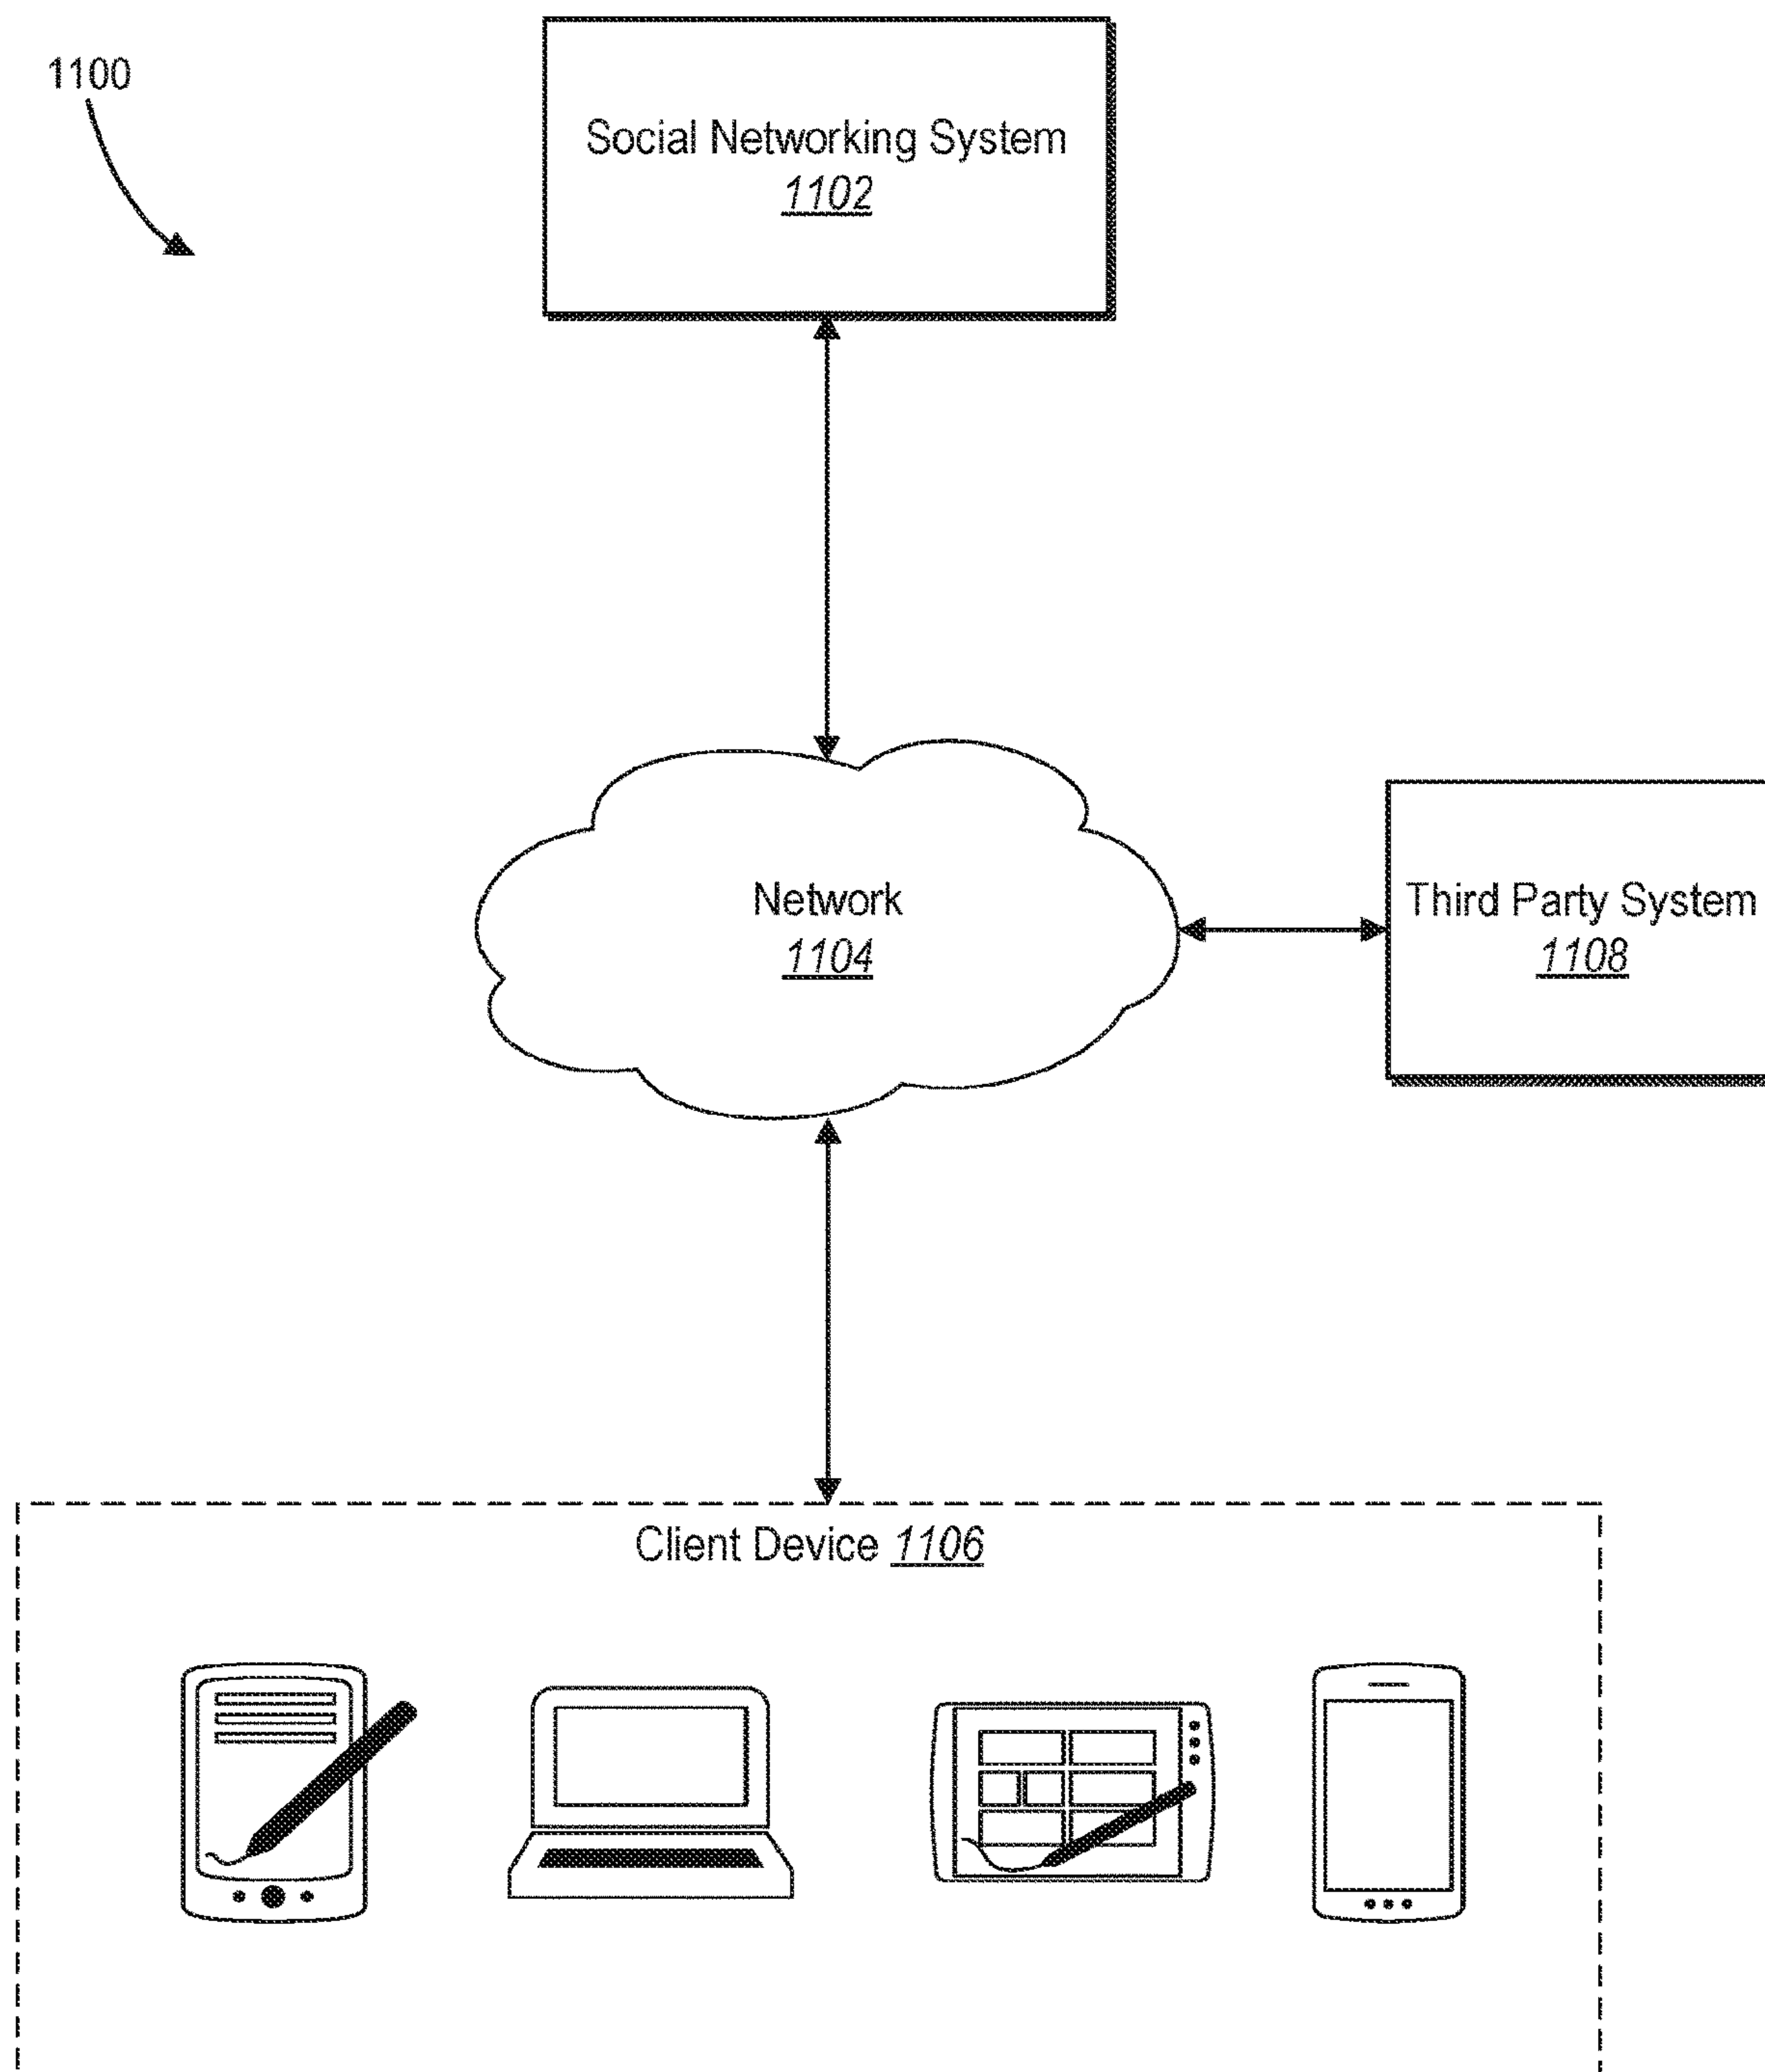 1100
Social Networking System
1102
Network
1104
Third Party System
1108
Client Device 1106